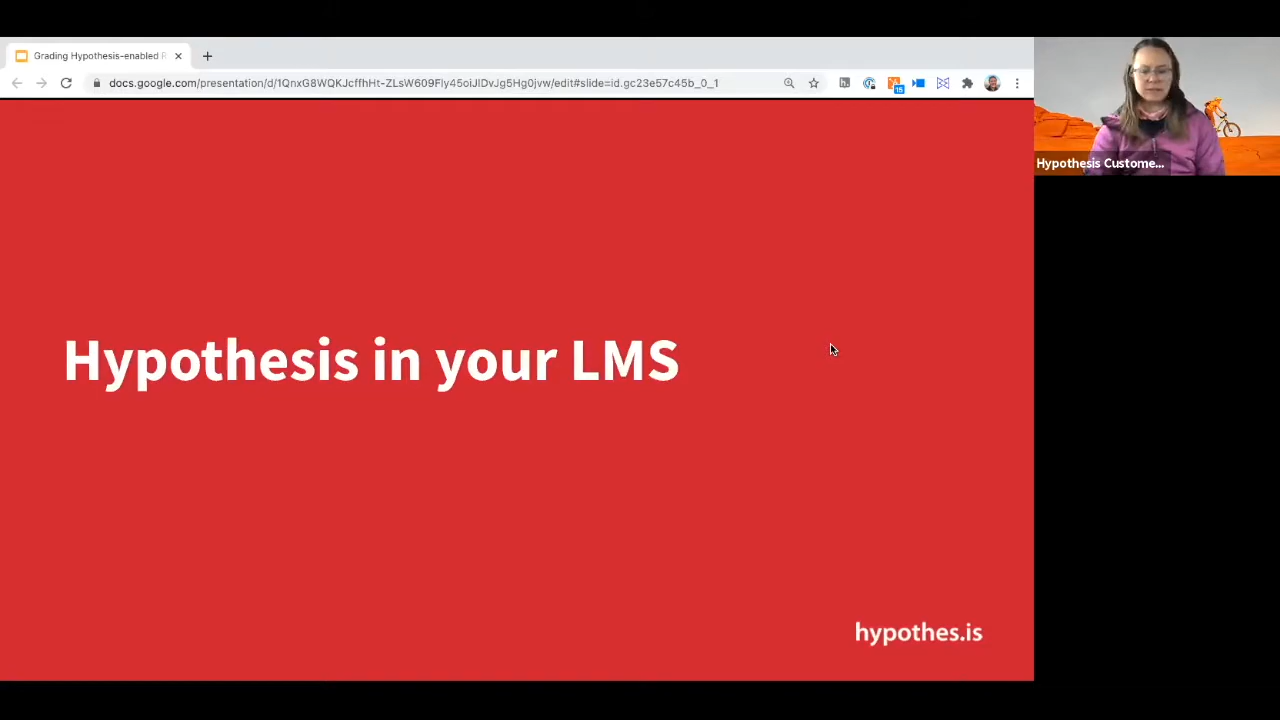 Grading Hypothesis-enabled R
docs.google.com/presentation/d/1QnxG8WQKJcffhHt-ZLsW609Fly45oiJlDvJg5Hg0jvw/edit#slide=id.gc23e57c45b_0_1
15
Hypothesis Custome...
Hypothesis in your LMS
hypothes.is